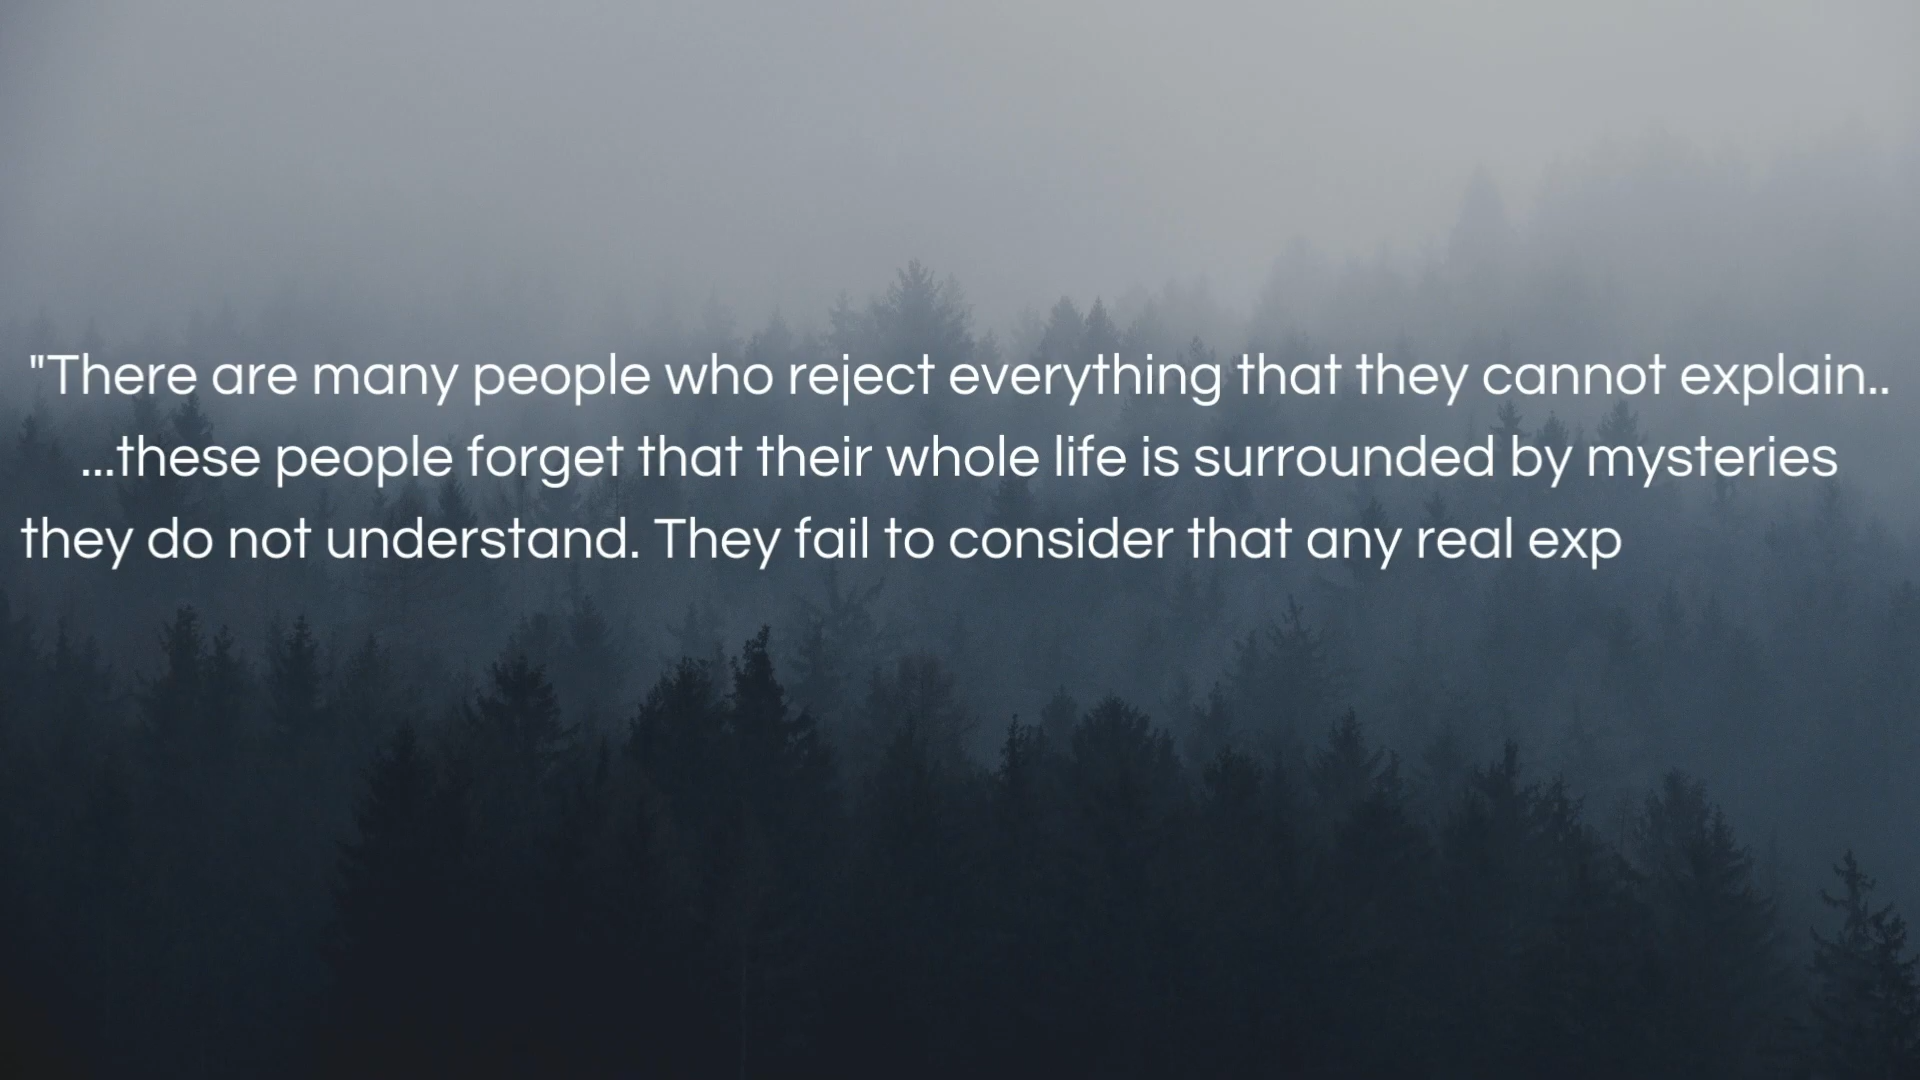 "There are many people who reject everything that they cannot explain..
...these people forget that their whole life is surrounded by mysteries
they do not understand. They fail to consider that any real exp